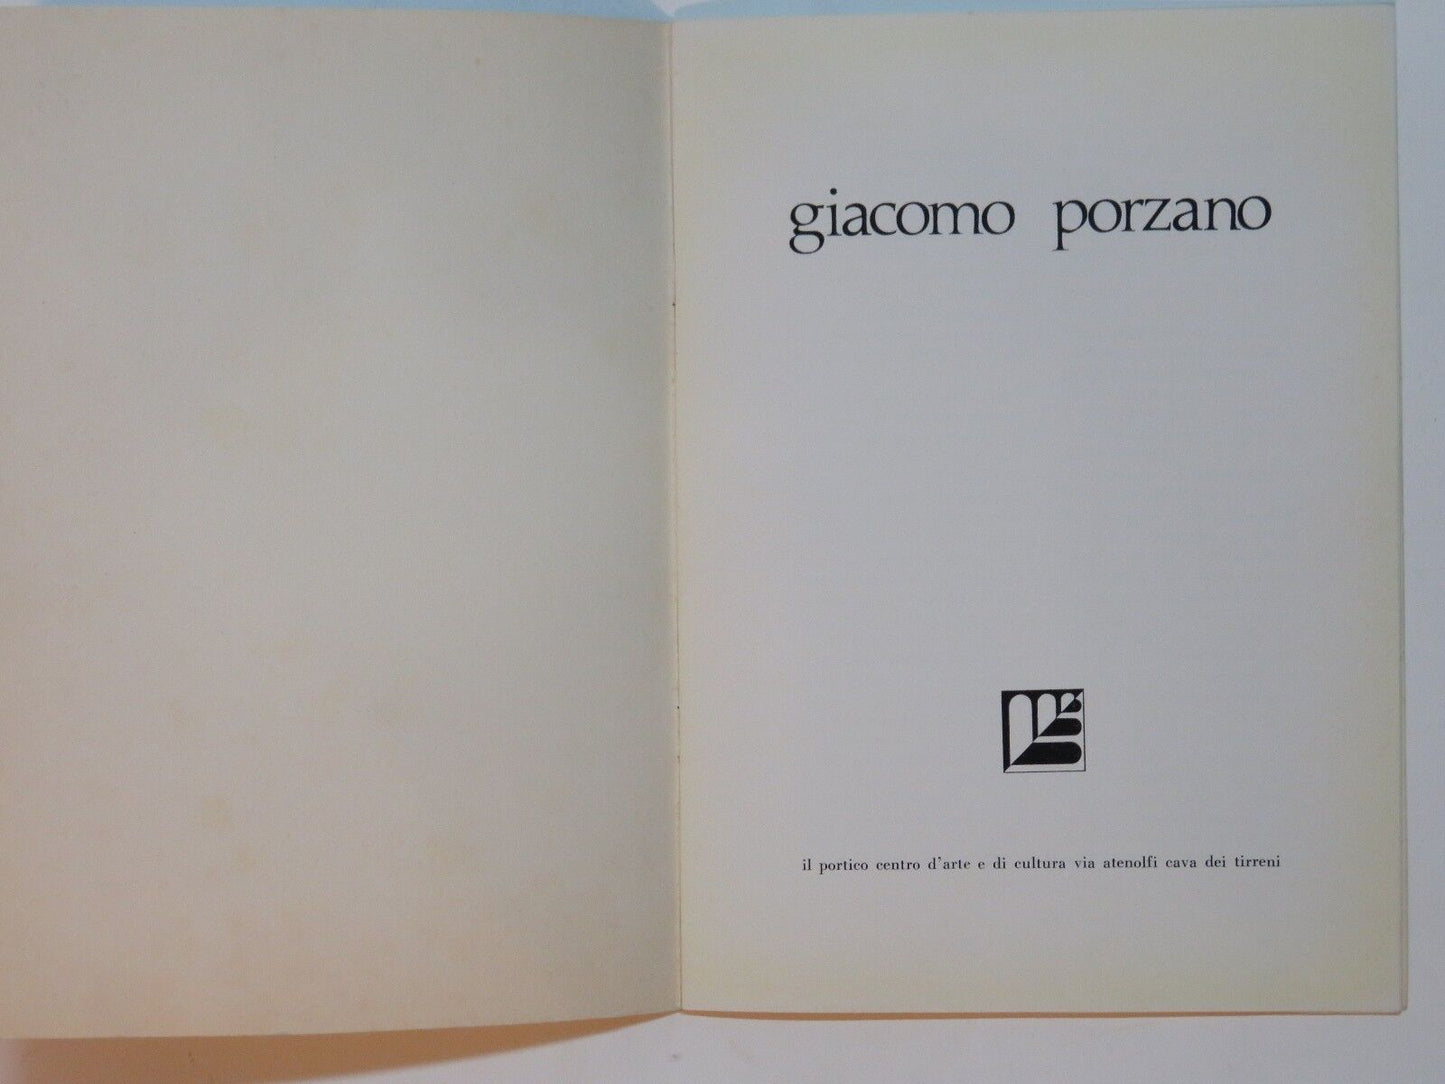 giacomo porzano
il portico centro d'arte e di cultura via atenolfi cava dei tirreni